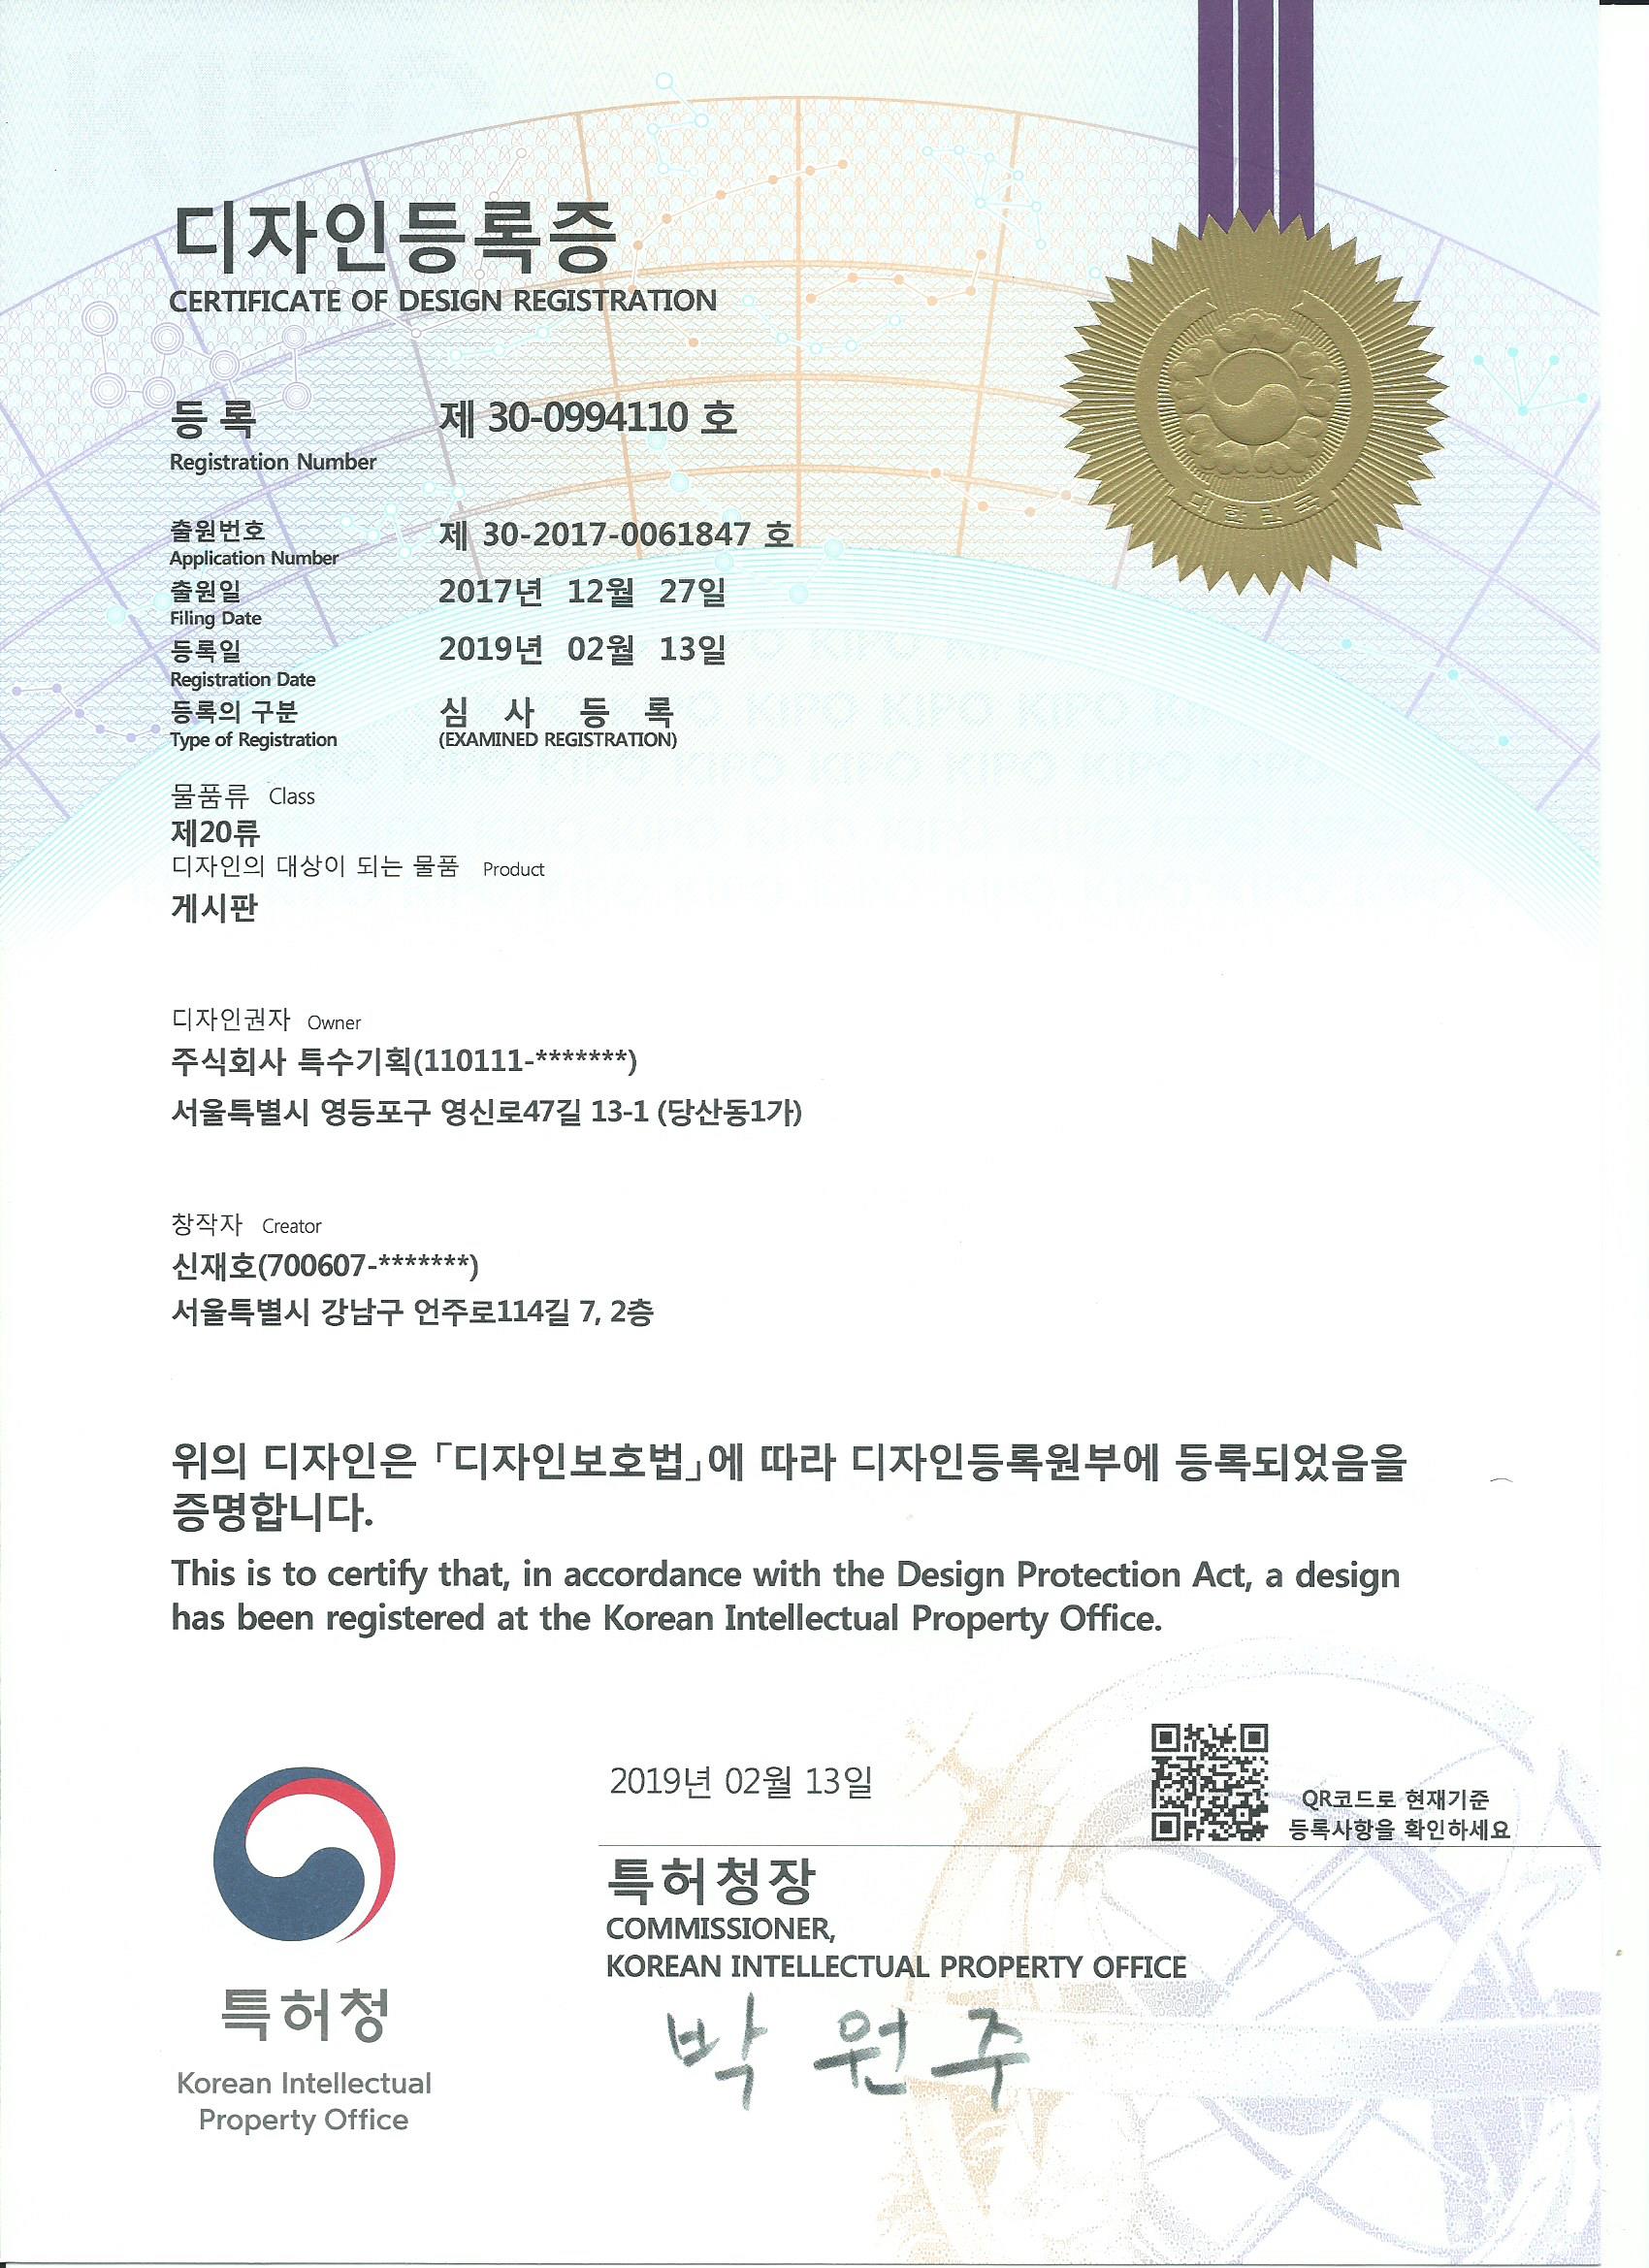 디자인등록증
CERTIFICATE OF DESIGN REGISTRATION
등 록 제 30-0994110 호
Registration Number
출원번호 제 30-2017-0061847 호
Application Number
출원일 2017년 12월 27일
Filing Date
등록일 2019년 02월 13일
Registration Date
등록의 구분 심 사 등 록
Type of Registration (EXAMINED REGISTRATION)
물품류 Class
제20류
디자인의 대상이 되는 물품 Product
게시판
디자인권자 Owner
주식회사 특수기획(110111-*******)
서울특별시 영등포구 영신로47길 13-1 (당산동1가)
창작자 Creator
신재호(700607-*******)
서울특별시 강남구 언주로114길 7, 2층
위의 디자인은 「디자인보호법」에 따라 디자인등록원부에 등록되었음을
증명합니다.
This is to certify that, in accordance with the Design Protection Act, a design
has been registered at the Korean Intellectual Property Office.
2019년 02월 13일
QR코드로 현재기준
등록사항을 확인하세요
특허청장
COMMISSIONER,
KOREAN INTELLECTUAL PROPERTY OFFICE
박 원 주
특허청
Korean Intellectual
Property Office
대한민국